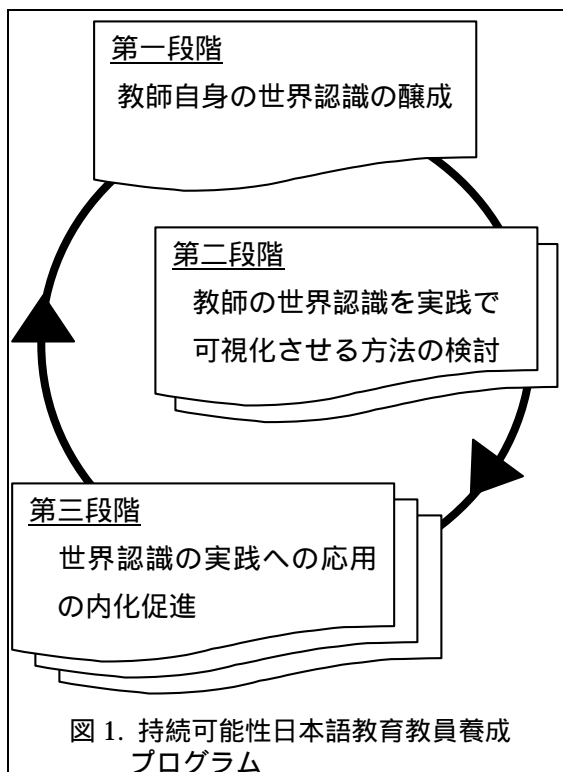 第一段階
教師自身の世界認識の醸成
第二段階
教師の世界認識を実践で
可視化させる方法の検討
第三段階
世界認識の実践への応用
の内化促進
図 1. 持続可能性日本語教育教員養成
プログラム